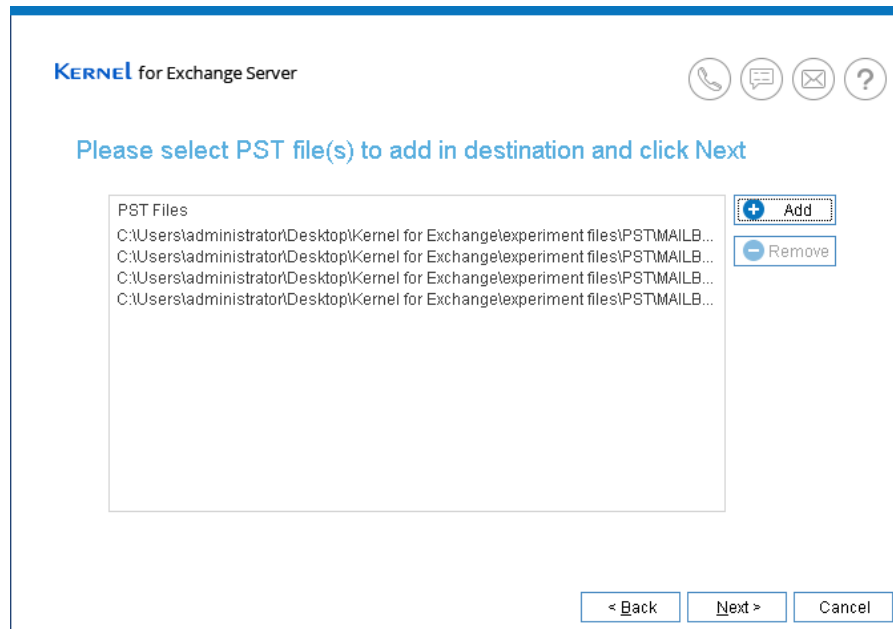 KERNEL for Exchange Server
?
Please select PST file(s) to add in destination and click Next
PST Files
Add
C:\Users\administrator\Desktop\Kernel for Exchange\experiment files\PST\MAILB...
C:\Users\administrator\Desktop\Kernel for Exchange\experiment files\PST\MAILB...
Remove
C:\Users\administrator\Desktop\Kernel for Exchange\experiment files\PST\MAILB...
C:\Users\administrator\Desktop\Kernel for Exchange\experiment files\PST\MAILB...
< Back
Next >
Cancel